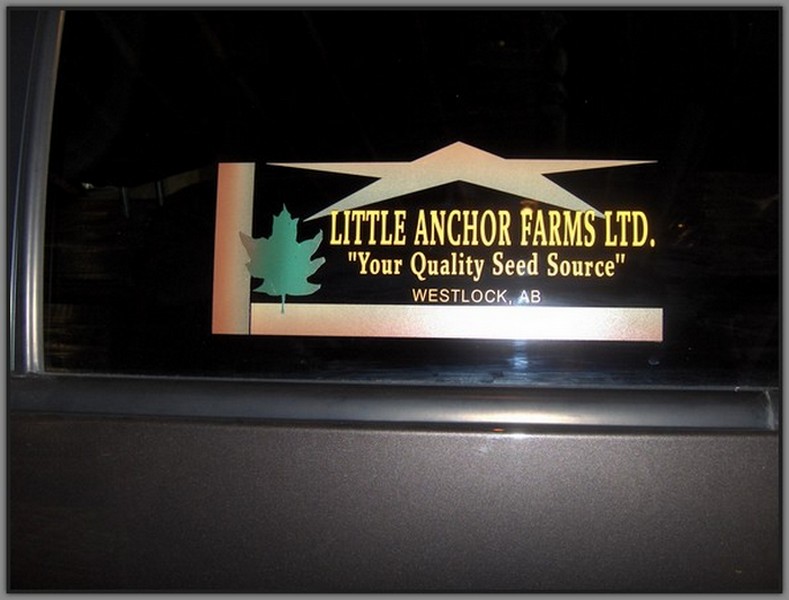 LITTLE ANCHOR FARMS LTD.
"Your Quality Seed Source"
WESTLOCK, AB